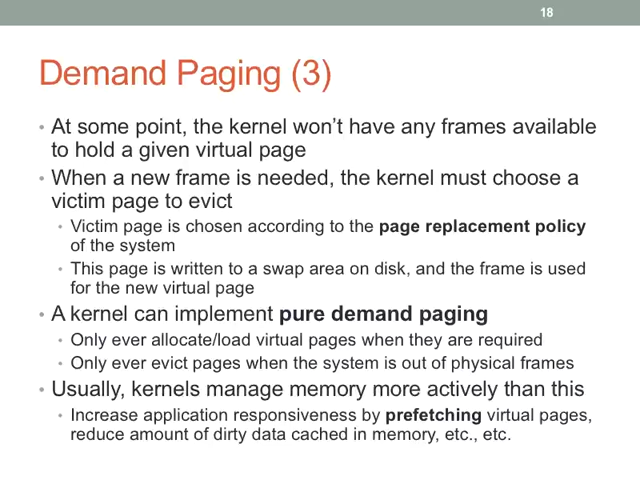 18
Demand Paging (3)
• At some point, the kernel won't have any frames available
to hold a given virtual page
• When a new frame is needed, the kernel must choose a
victim page to evict
• Victim page is chosen according to the page replacement policy
of the system
• This page is written to a swap area on disk, and the frame is used
for the new virtual page
• A kernel can implement pure demand paging
• Only ever allocate/load virtual pages when they are required
• Only ever evict pages when the system is out of physical frames
• Usually, kernels manage memory more actively than this
• Increase application responsiveness by prefetching virtual pages,
reduce amount of dirty data cached in memory, etc., etc.